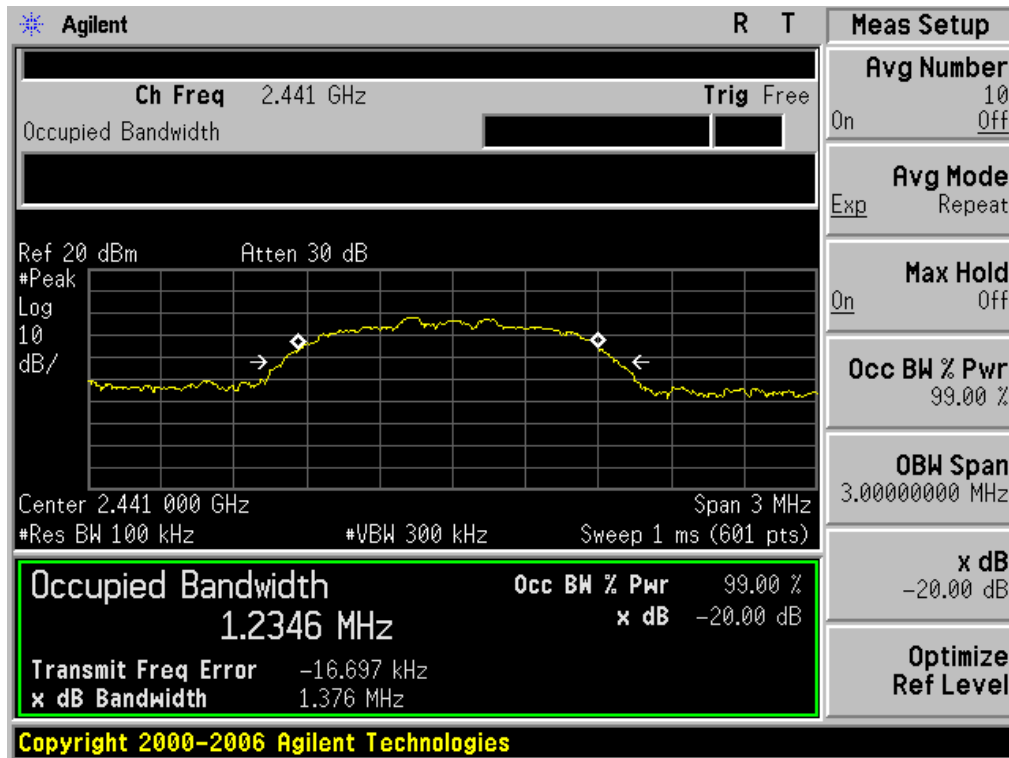 Agilent R T
Ch Freq 2.441 GHz Trig Free
Occupied Bandwidth
Ref 20 dBm Atten 30 dB
#Peak
Log
10
dB/
Center 2.441 000 GHz Span 3 MHz
#Res BW 100 kHz #VBW 300 kHz Sweep 1 ms (601 pts)
Occupied Bandwidth Occ BW % Pwr 99.00 %
1.2346 MHz x dB -20.00 dB
Transmit Freq Error -16.697 kHz
x dB Bandwidth 1.376 MHz
Copyright 2000-2006 Agilent Technologies
Meas Setup
Avg Number
10
On Off
Avg Mode
Exp Repeat
Max Hold
On Off
Occ BW % Pwr
99.00 %
OBW Span
3.00000000 MHz
x dB
-20.00 dB
Optimize
Ref Level